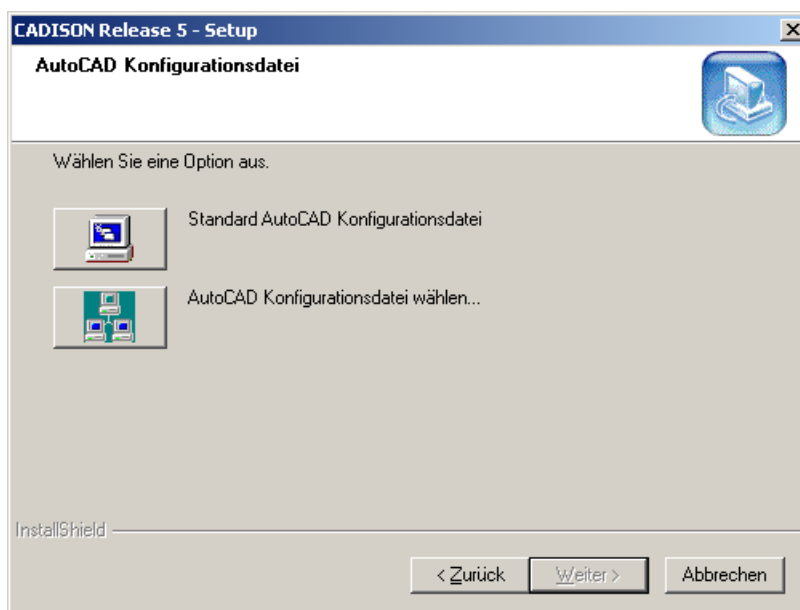 CADISON Release 5 - Setup
AutoCAD Konfigurationsdatei
Wählen Sie eine Option aus.
Standard AutoCAD Konfigurationsdatei
AutoCAD Konfigurationsdatei wählen...
InstallShield
< Zurück Weiter > Abbrechen